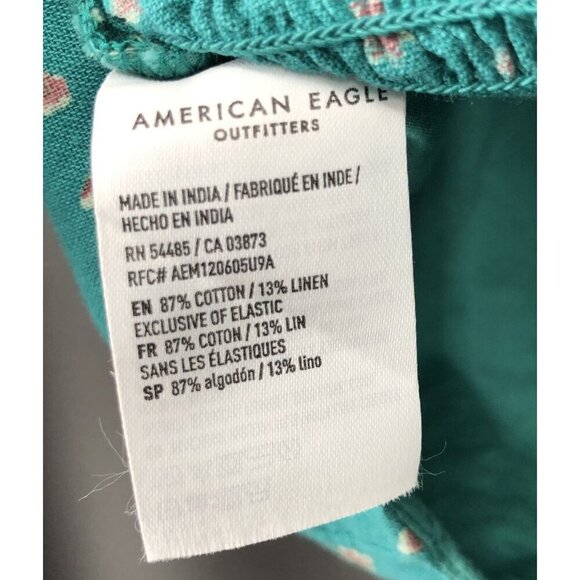 AMERICAN EAGLE
OUTFITTERS
MADE IN INDIA / FABRIQUÉ EN INDE /
HECHO EN INDIA
RN 54485 / CA 03873
RFC# AEM120605U9A
EN 87% COTTON / 13% LINEN
EXCLUSIVE OF ELASTIC
FR 87% COTON / 13% LIN
SANS LES ÉLASTIQUES
SP 87% algodón / 13% lino